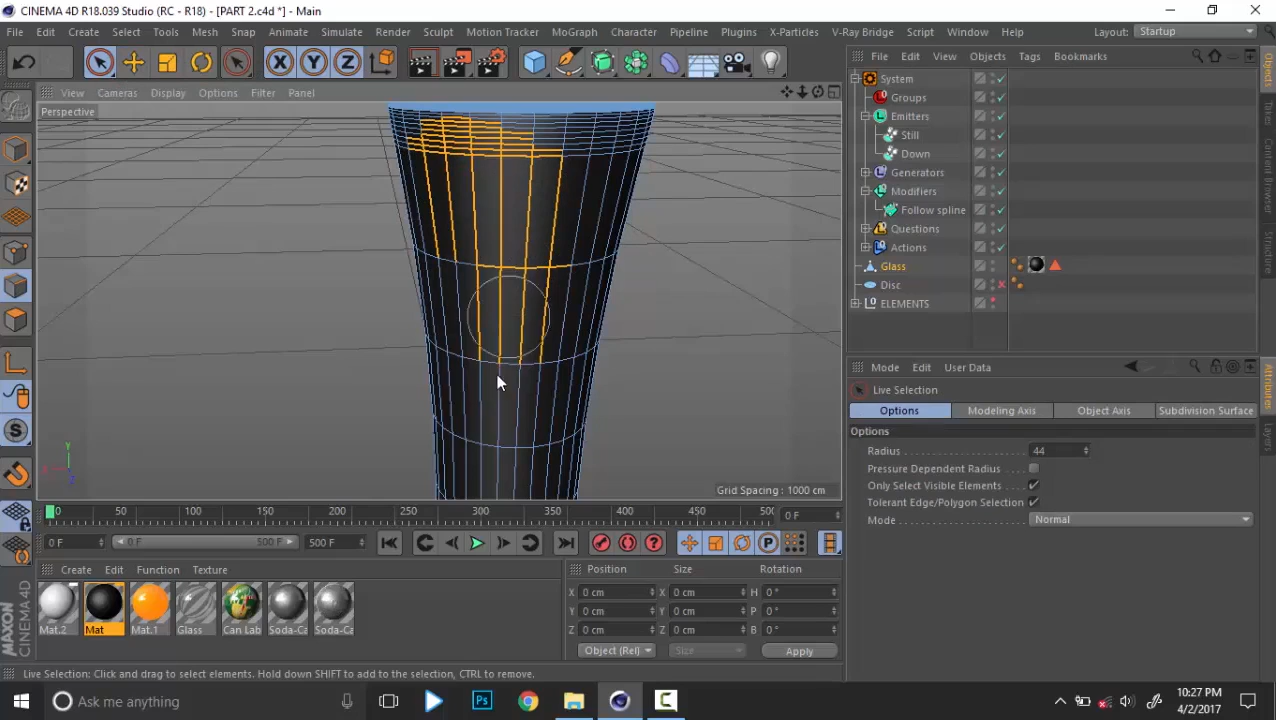 CINEMA 4D R18.039 Studio (RC - R18) - [PART 2.c4d *] - Main
File Edit Create Select Tools Mesh Snap Animate Simulate Render Sculpt Motion Tracker MoGraph Character Pipeline Plugins X-Particles V-Ray Bridge Script Window Help Layout: Startup
View Cameras Display Options Filter Panel
File Edit View Objects Tags Bookmarks
Perspective
System
Groups
Emitters
Still
Down
Generators
Modifiers
Follow spline
Questions
Actions
Glass
Disc
ELEMENTS
Objects
Content Browser
Structure
Mode Edit User Data
Live Selection
Options Modeling Axis Object Axis Subdivision Surface
Options
Radius 44
Pressure Dependent Radius
Only Select Visible Elements
Tolerant Edge/Polygon Selection
Mode Normal
Attributes
Layers
Grid Spacing : 1000 cm
0 50 100 150 200 250 300 350 400 450 500 0 F
0 F 0 F 500 F 500 F
Create Edit Function Texture
Mat.2 Mat Mat.1 Glass Can Lab Soda-Ca Soda-Ca
Position Size Rotation
X 0 cm X 0 cm H 0 °
Y 0 cm Y 0 cm P 0 °
Z 0 cm Z 0 cm B 0 °
Object (Rel) Size Apply
MAXON CINEMA 4D
Live Selection: Click and drag to select elements. Hold down SHIFT to add to the selection, CTRL to remove.
Ask me anything
10:27 PM
4/2/2017